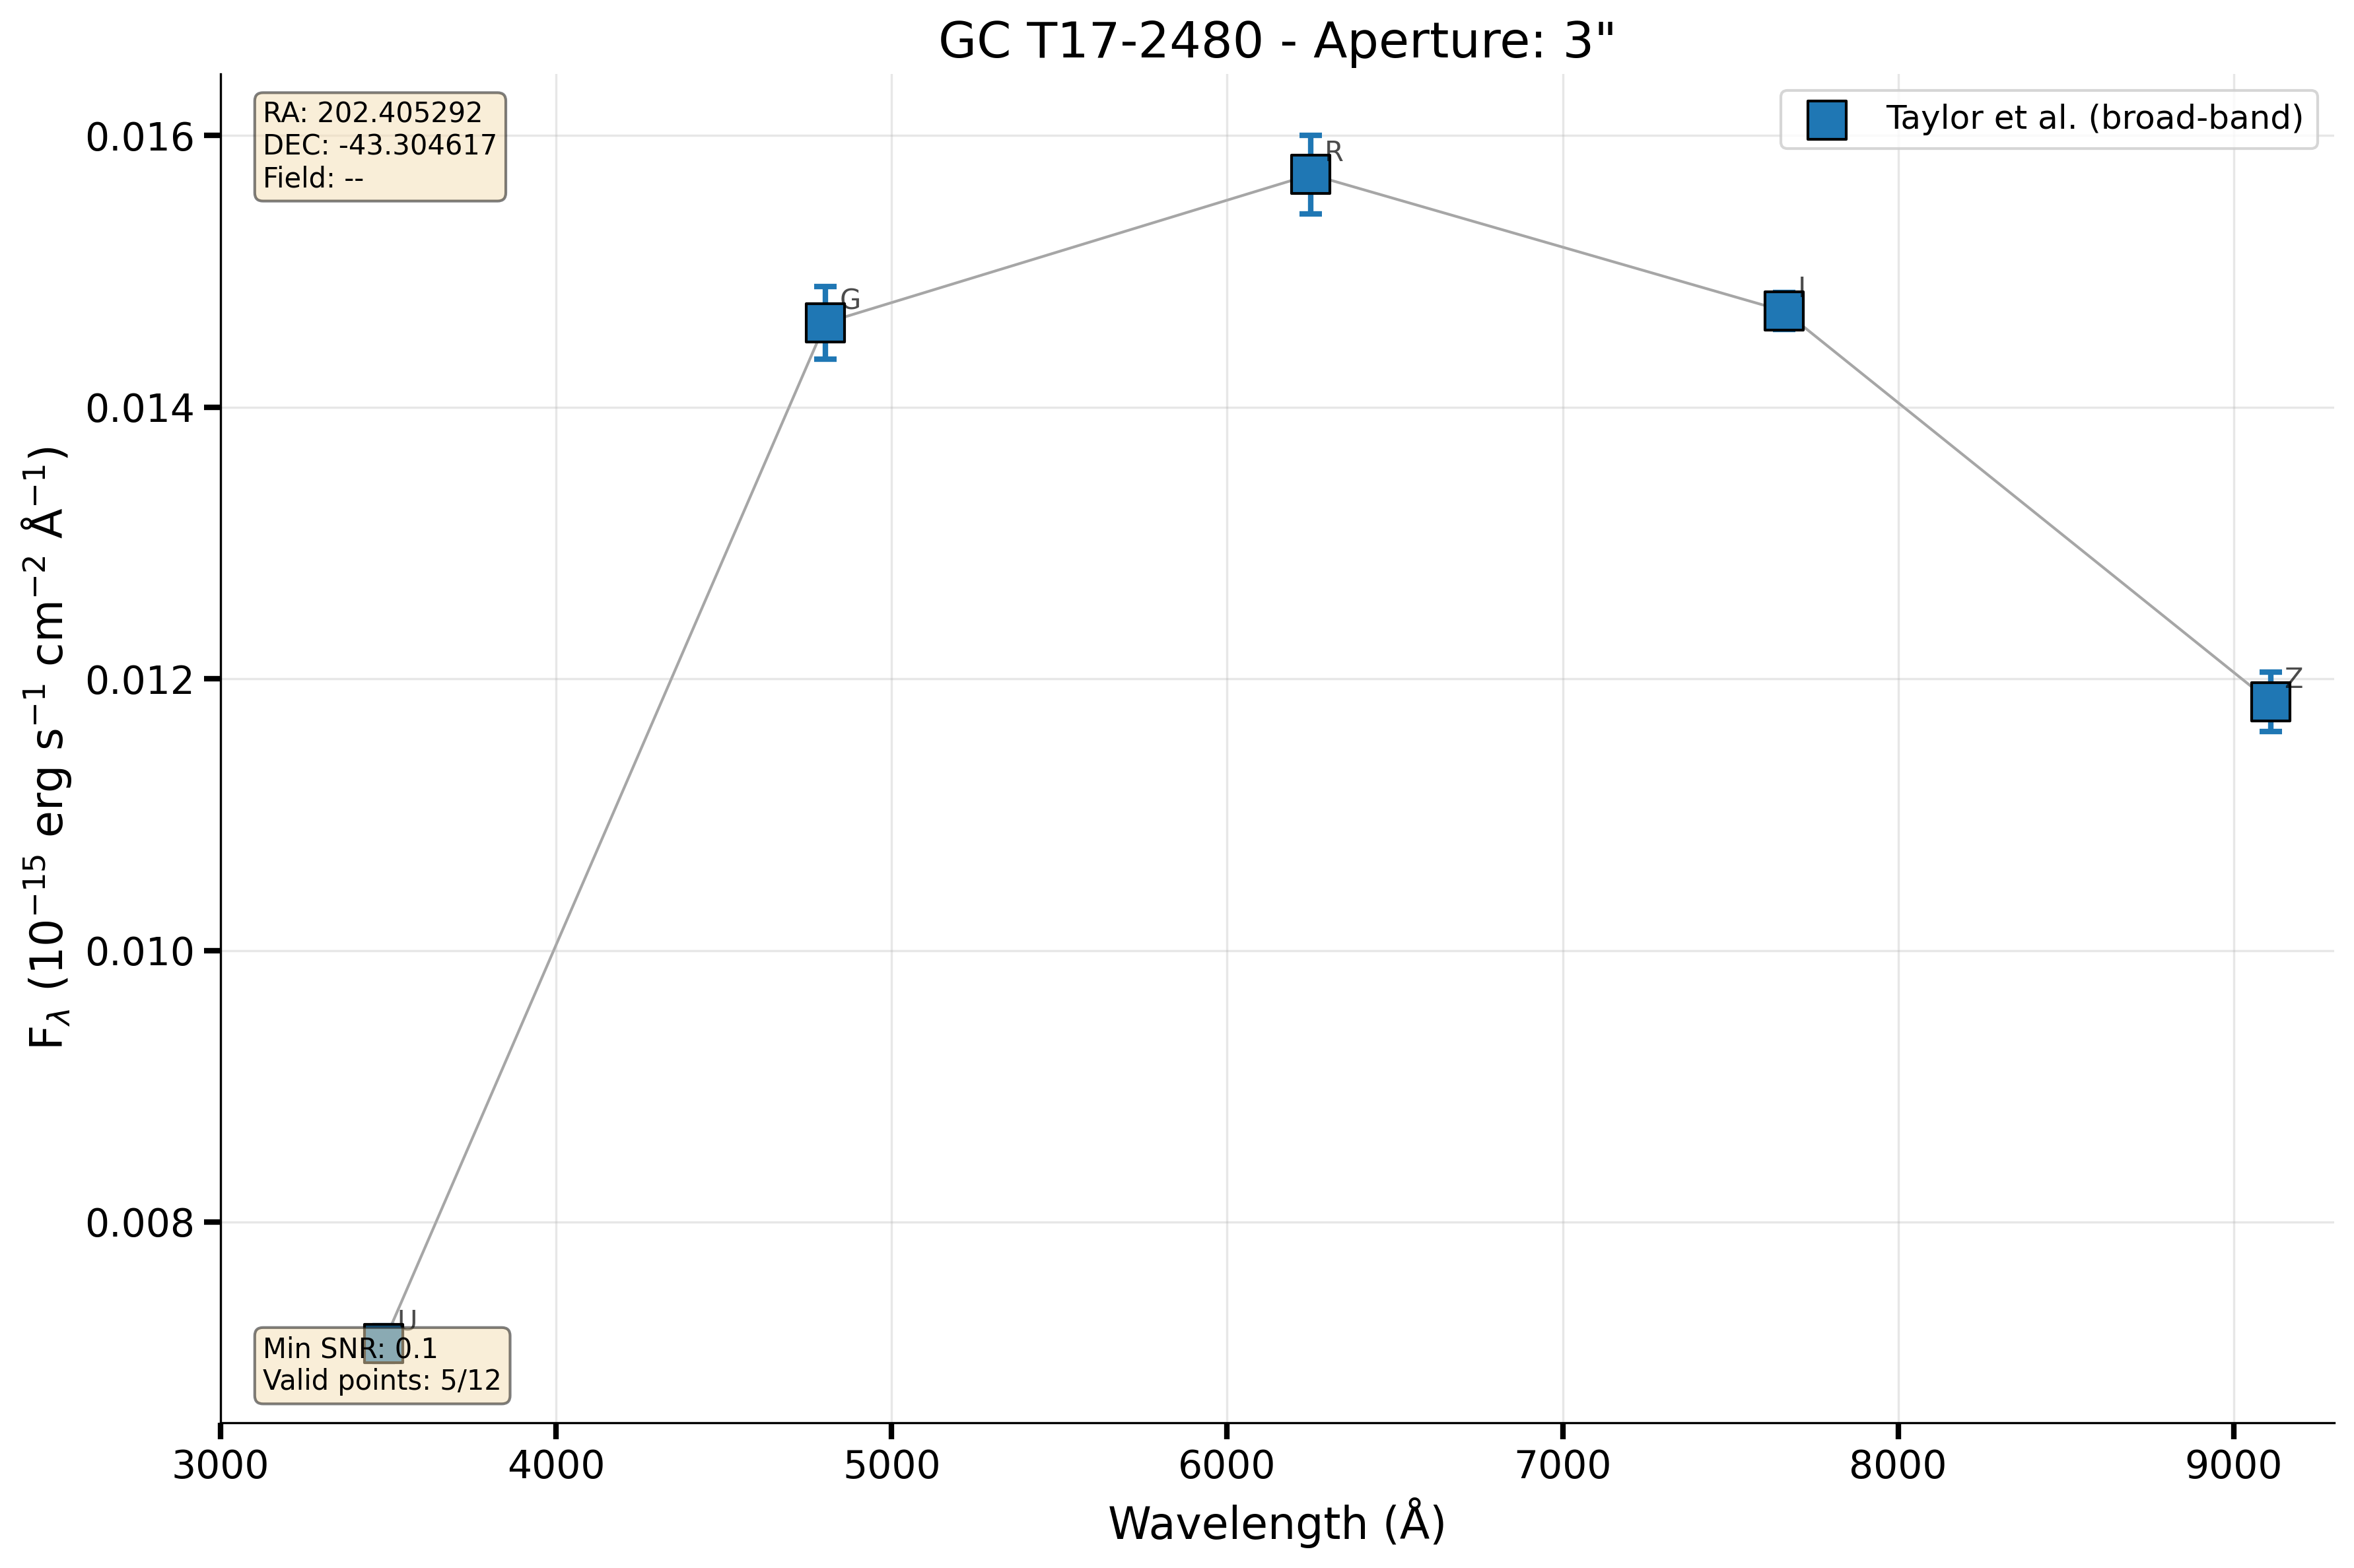 GC T17-2480 - Aperture: 3"
RA: 202.405292
DEC: -43.304617
Field: --
Taylor et al. (broad-band)
R
G
I
Z
U
Min SNR: 0.1
Valid points: 5/12
0.016
0.014
0.012
0.010
0.008
F_λ (10⁻¹⁵ erg s⁻¹ cm⁻² Å⁻¹)
3000 4000 5000 6000 7000 8000 9000
Wavelength (Å)